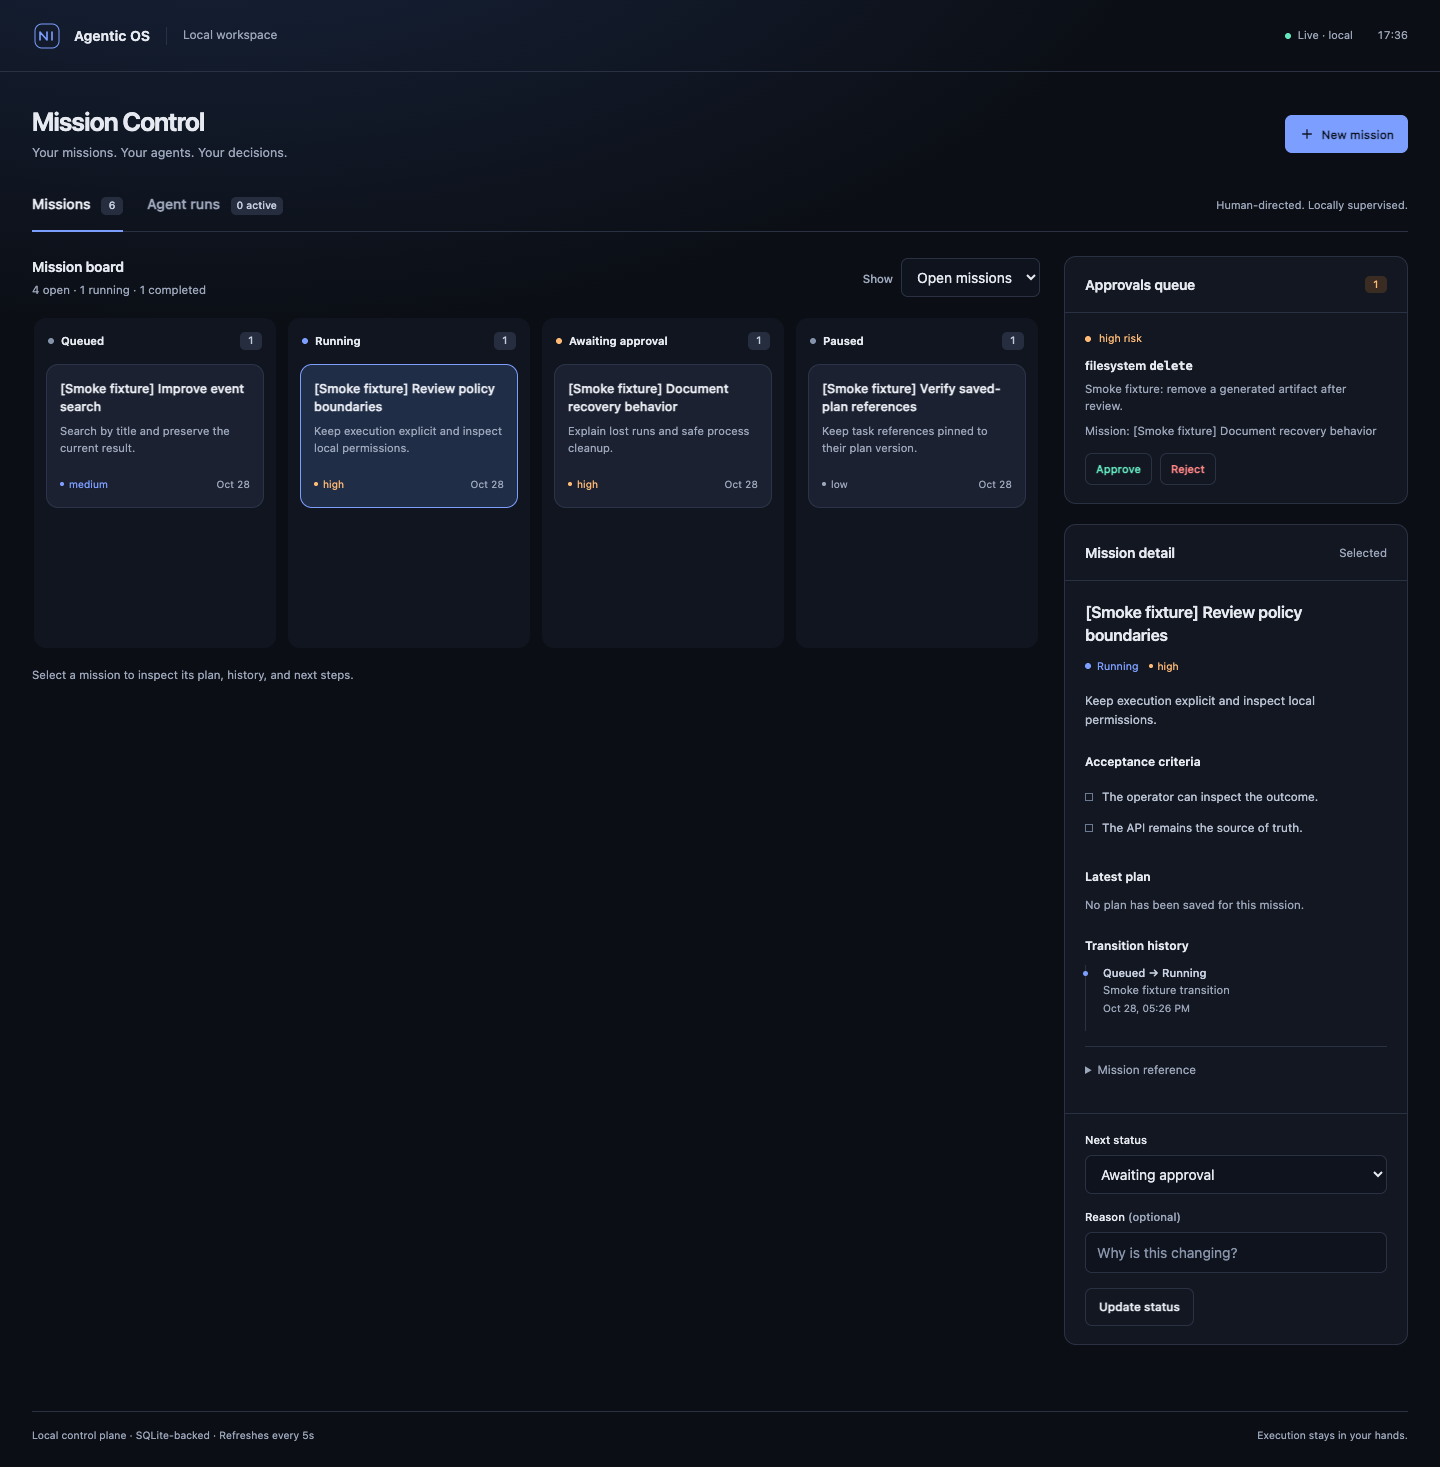 NI
Agentic OS
Local workspace
Live · local
17:36
Mission Control
Your missions. Your agents. Your decisions.
+ New mission
Missions 6
Agent runs 0 active
Human-directed. Locally supervised.
Mission board
4 open · 1 running · 1 completed
Show
Open missions
Queued 1
[Smoke fixture] Improve event
search
Search by title and preserve the
current result.
medium
Oct 28
Running 1
[Smoke fixture] Review policy
boundaries
Keep execution explicit and inspect
local permissions.
high
Oct 28
Awaiting approval 1
[Smoke fixture] Document
recovery behavior
Explain lost runs and safe process
cleanup.
high
Oct 28
Paused 1
[Smoke fixture] Verify saved-
plan references
Keep task references pinned to
their plan version.
low
Oct 28
Select a mission to inspect its plan, history, and next steps.
Approvals queue 1
high risk
filesystem delete
Smoke fixture: remove a generated artifact after
review.
Mission: [Smoke fixture] Document recovery behavior
Approve
Reject
Mission detail
Selected
[Smoke fixture] Review policy
boundaries
Running
high
Keep execution explicit and inspect local
permissions.
Acceptance criteria
The operator can inspect the outcome.
The API remains the source of truth.
Latest plan
No plan has been saved for this mission.
Transition history
Queued → Running
Smoke fixture transition
Oct 28, 05:26 PM
Mission reference
Next status
Awaiting approval
Reason (optional)
Why is this changing?
Update status
Local control plane · SQLite-backed · Refreshes every 5s
Execution stays in your hands.